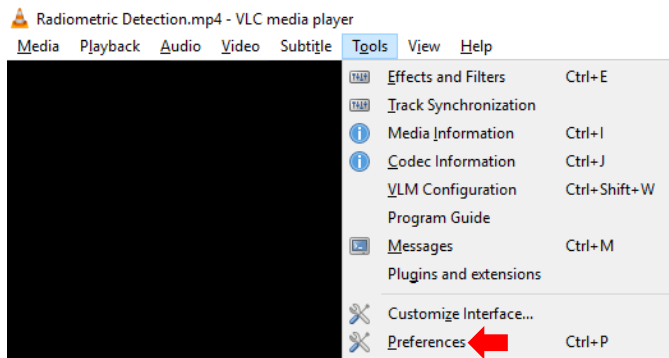 Radiometric Detection.mp4 - VLC media player
Media Playback Audio Video Subtitle Tools View Help
Effects and Filters Ctrl+E
Track Synchronization
Media Information Ctrl+I
Codec Information Ctrl+J
VLM Configuration Ctrl+Shift+W
Program Guide
Messages Ctrl+M
Plugins and extensions
Customize Interface...
Preferences Ctrl+P